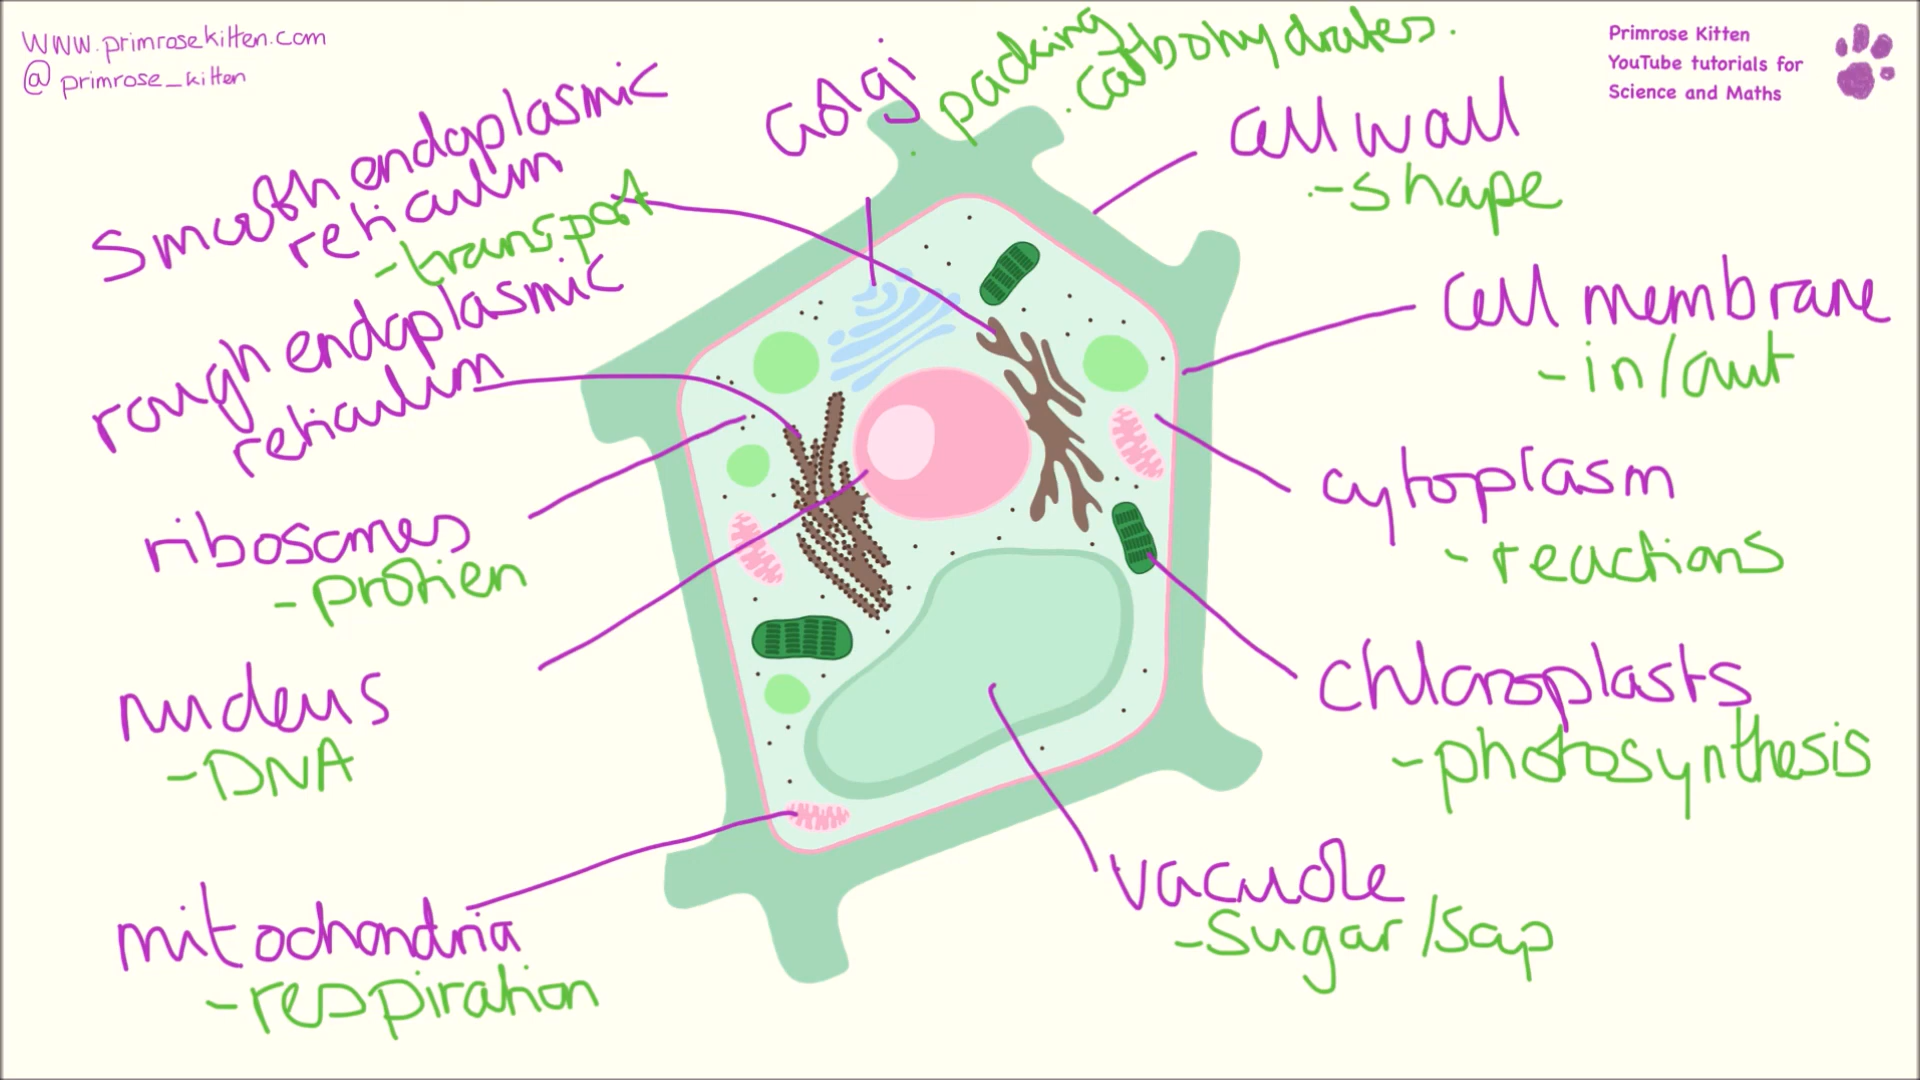 www.primrosekitten.com
@primrose_kitten
Primrose Kitten
YouTube tutorials for
Science and Maths
Smooth endoplasmic
reticulm
-transport
rough endoplasmic
reticulum
ribosomes
-protien
nucleus
-DNA
mitochondria
-respiration
Golgi
packing
carbohydrates.
cell wall
-shape
cell membrane
-in/out
cytoplasm
-reactions
chloroplasts
-photosynthesis
vacuole
-sugar/sap